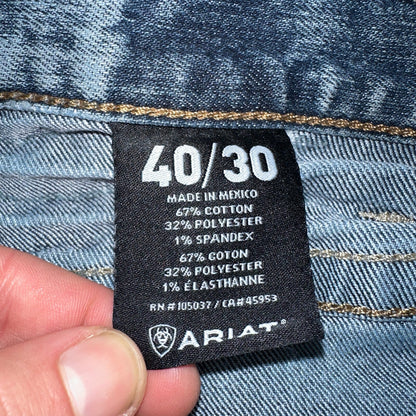 40/30
MADE IN MEXICO
67% COTTON
32% POLYESTER
1% SPANDEX
67% COTON
32% POLYESTER
1% ÉLASTHANNE
RN#105037 / CA#45953
ARIAT®